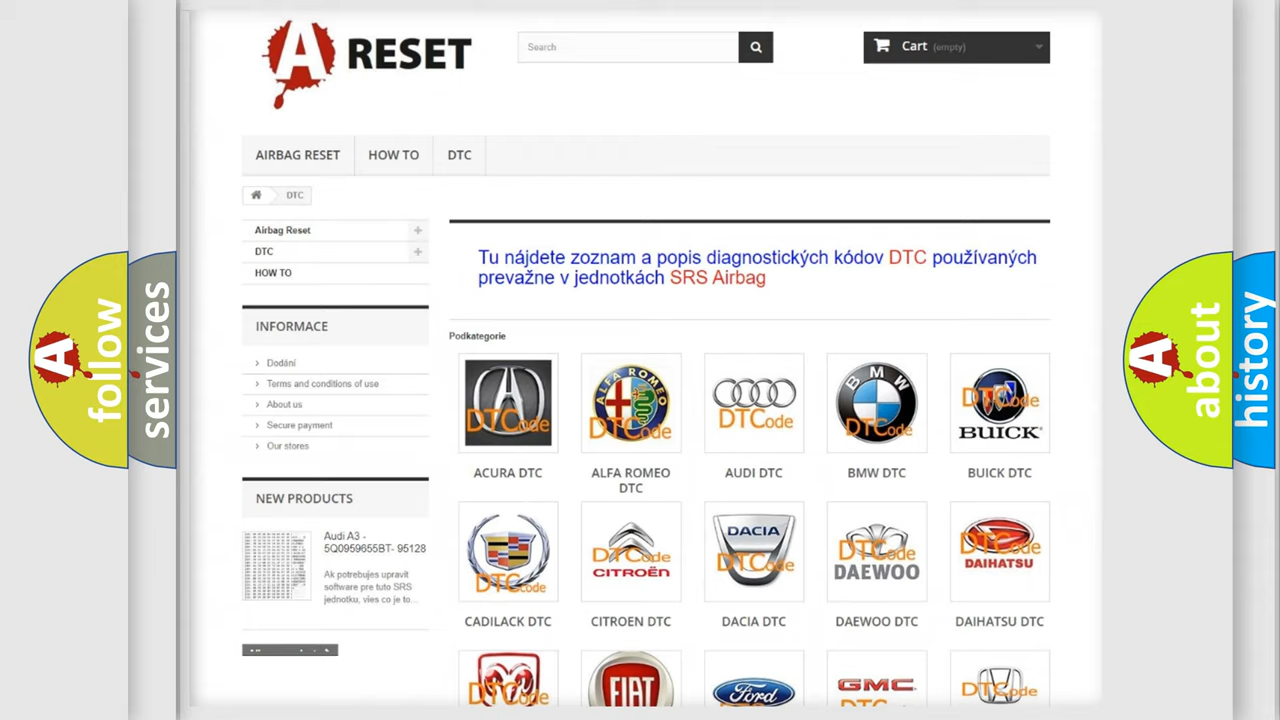 A RESET
Search
Cart (empty)
AIRBAG RESET
HOW TO
DTC
DTC
Airbag Reset
DTC
HOW TO
INFORMACE
Dodání
Terms and conditions of use
About us
Secure payment
Our stores
NEW PRODUCTS
Audi A3 -
5Q0959655BT- 95128
Ak potrebujes upravit
software pre tuto SRS
jednotku, vies co je to...
Tu nájdete zoznam a popis diagnostických kódov DTC používaných
prevažne v jednotkách SRS Airbag
Podkategorie
DTCode
ALFA ROMEO
DTCode
DTCode
BMW
DTCode
DTCode
BUICK
ACURA DTC
ALFA ROMEO
DTC
AUDI DTC
BMW DTC
BUICK DTC
DTCode
DTCode
CITROËN
DACIA
DTCode
DTCode
DAEWOO
DTCode
DAIHATSU
CADILACK DTC
CITROEN DTC
DACIA DTC
DAEWOO DTC
DAIHATSU DTC
DTCode
FIAT
Ford
GMC
DTCode
A follow
services
A about
history